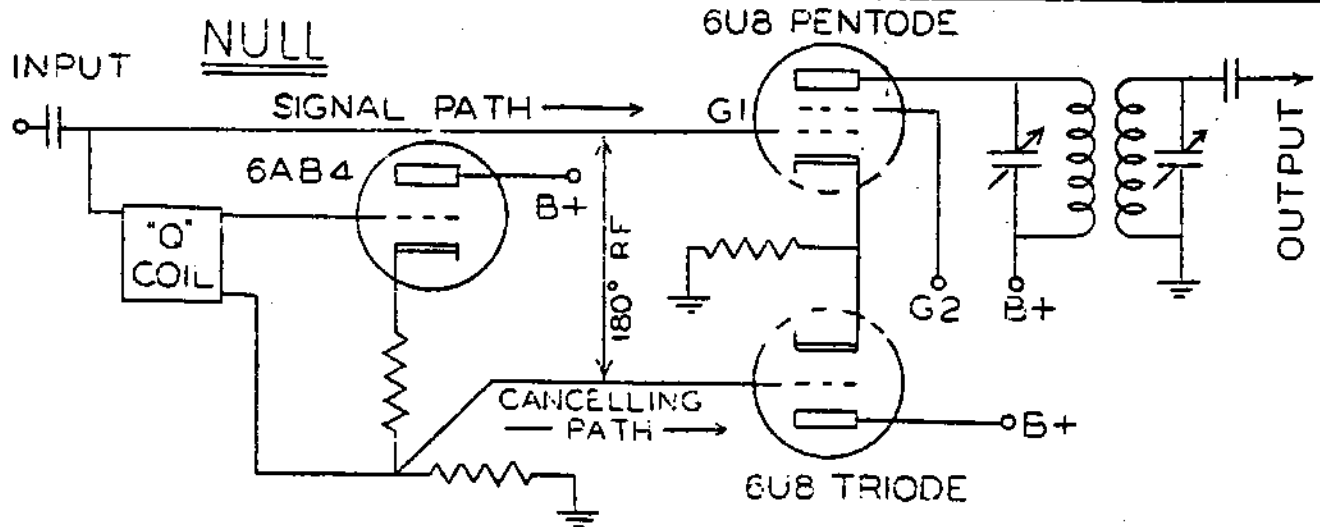 NULL
6U8 PENTODE
INPUT
SIGNAL PATH
G1
6AB4
B+
"Q"
COIL
180° RF
G2
B+
OUTPUT
CANCELLING
PATH
B+
6U8 TRIODE